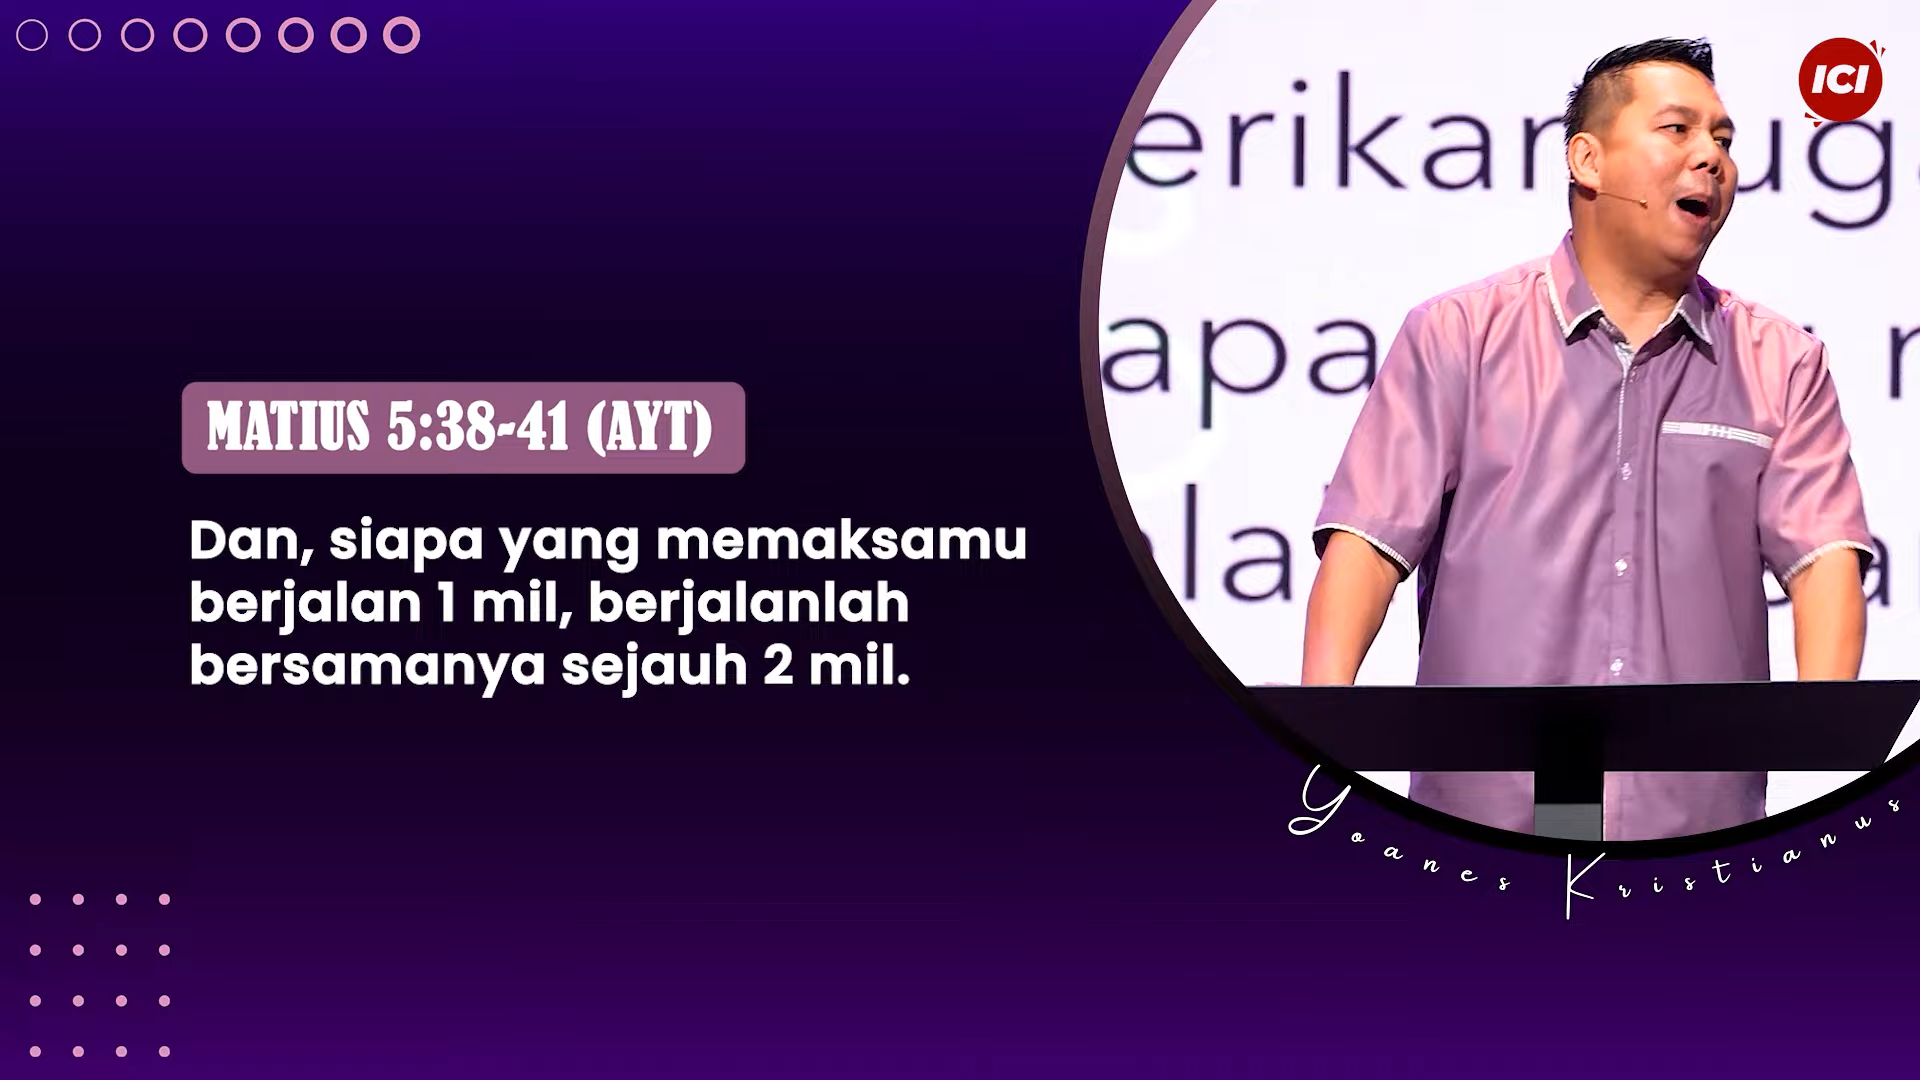 ICI
MATIUS 5:38-41 (AYT)
Dan, siapa yang memaksamu
berjalan 1 mil, berjalanlah
bersamanya sejauh 2 mil.
Yoanes Kristianus